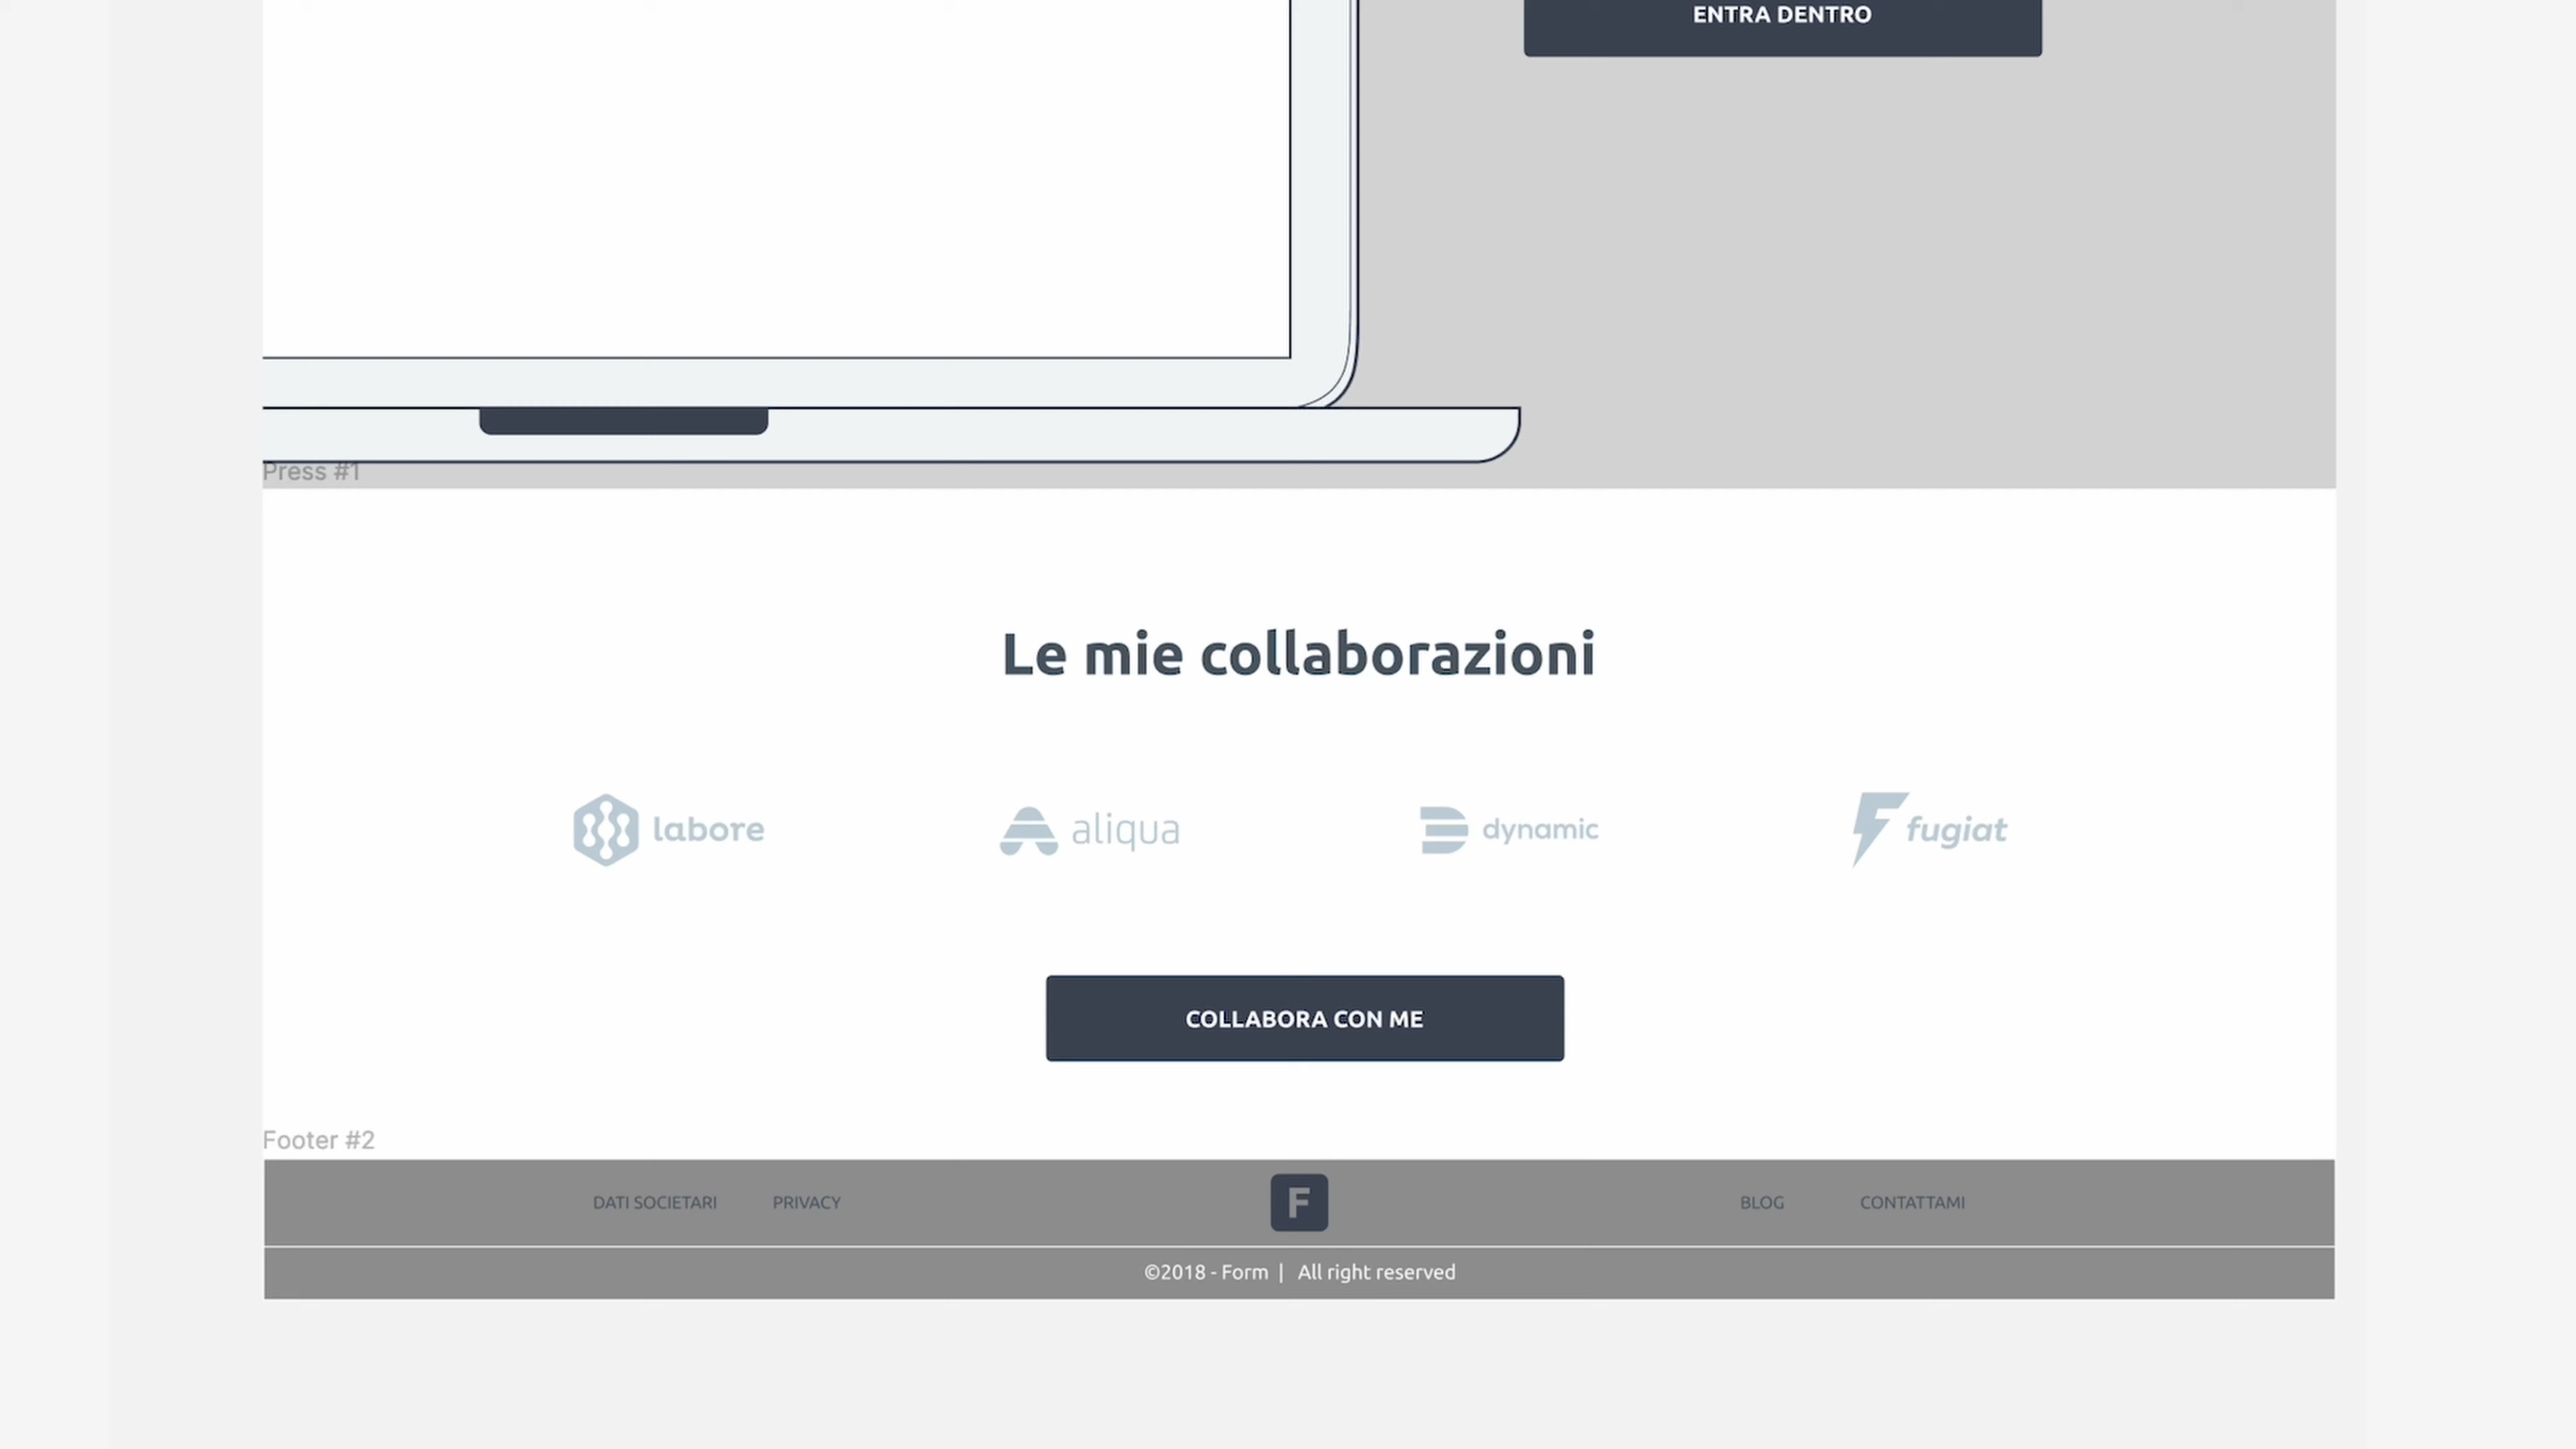 ENTRA DENTRO
Press #1
Le mie collaborazioni
labore
aliqua
dynamic
fugiat
COLLABORA CON ME
Footer #2
DATI SOCIETARI
PRIVACY
F
BLOG
CONTATTAMI
©2018 - Form | All right reserved